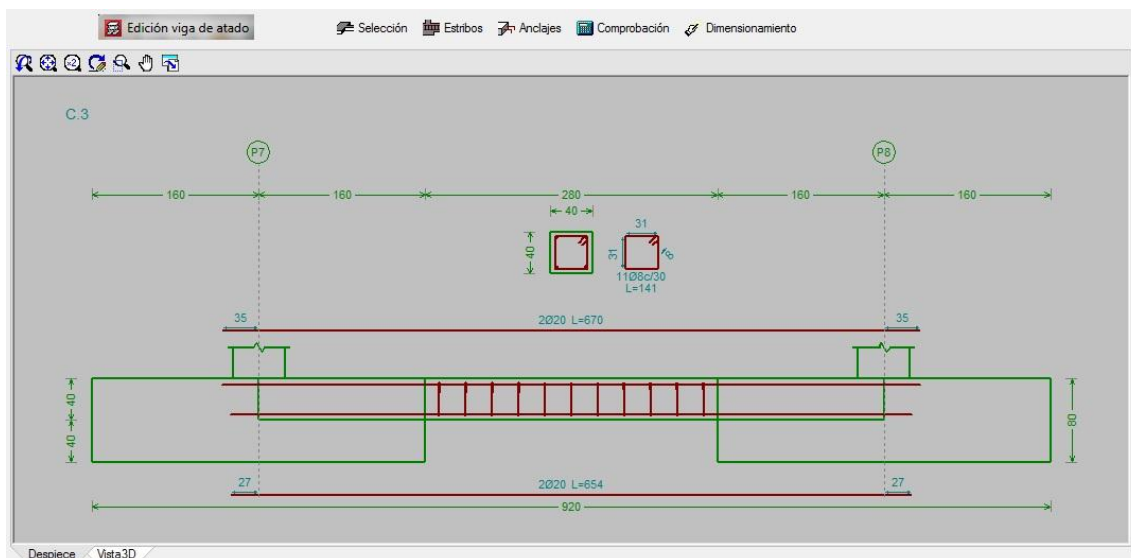 Edición viga de atado Selección Estribos Anclajes Comprobación Dimensionamiento
C.3
P7 P8
160 160 280 160 160
40
31
40 31 r8
11Ø8c/30
L=141
35 2Ø20 L=670 35
40
40
80
27 2Ø20 L=654 27
920
Despiece Vista3D